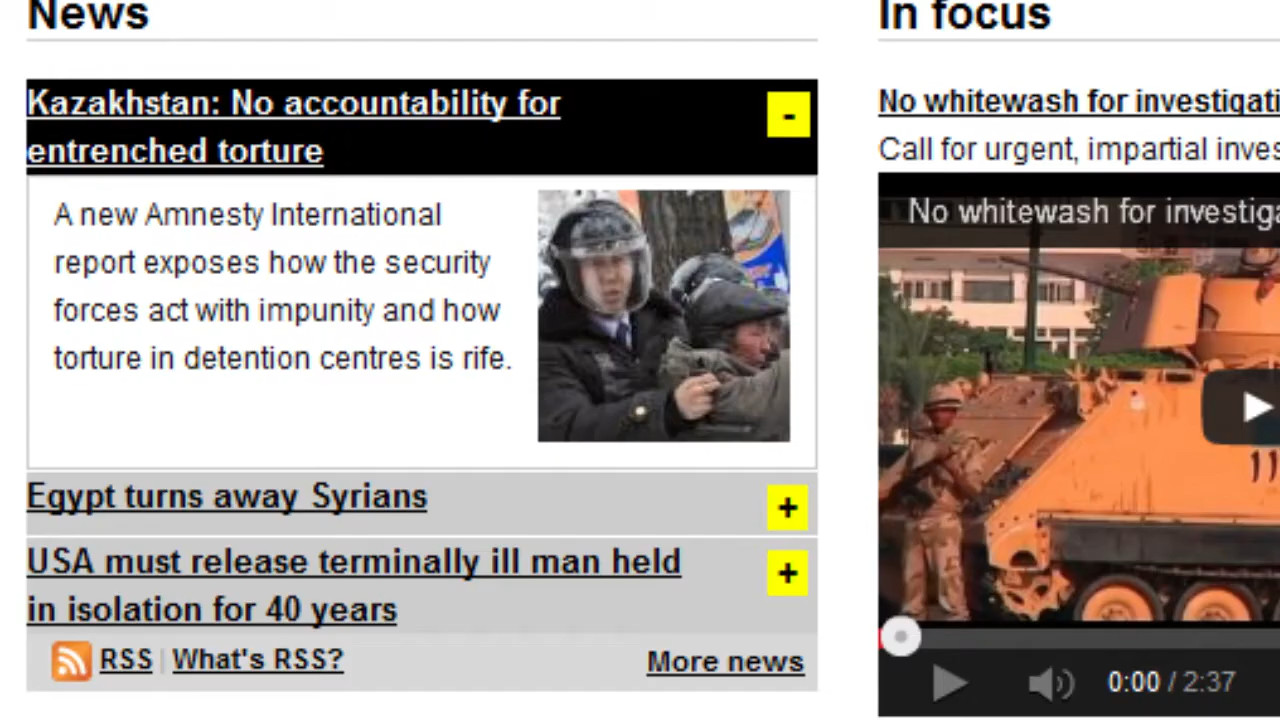 News
Kazakhstan: No accountability for
entrenched torture
-
A new Amnesty International
report exposes how the security
forces act with impunity and how
torture in detention centres is rife.
Egypt turns away Syrians
+
USA must release terminally ill man held
in isolation for 40 years
+
RSS | What's RSS?
More news
In focus
No whitewash for investigati
Call for urgent, impartial inves
No whitewash for investiga
11
0:00 / 2:37